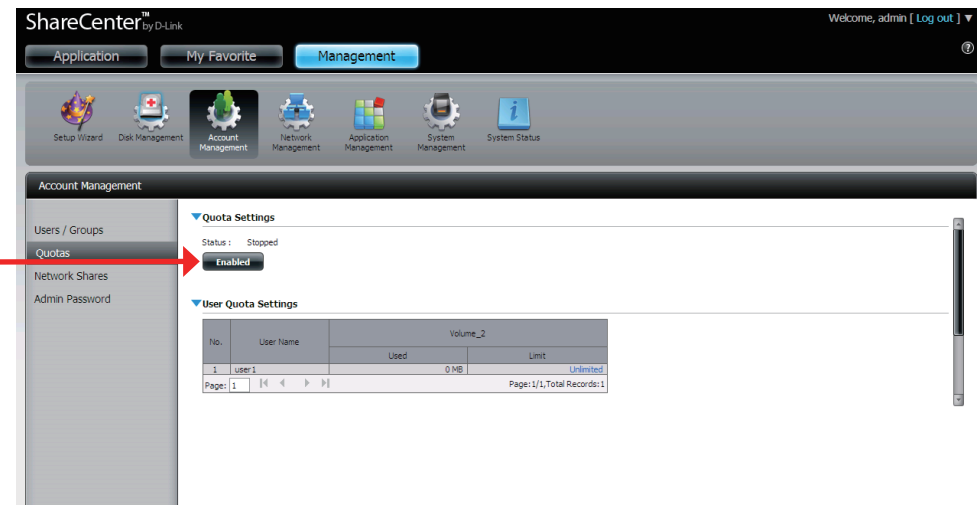 ShareCenter™ by D-Link
Welcome, admin [ Log out ] ▼
Application My Favorite Management
?
Setup Wizard Disk Management Account Management Network Management Application Management System Management System Status
Account Management
Users / Groups
Quotas
Network Shares
Admin Password
Quota Settings
Status : Stopped
Enabled
User Quota Settings
No. User Name Volume_2
Used Limit
1 user1 0 MB Unlimited
Page: 1 Page:1/1,Total Records:1